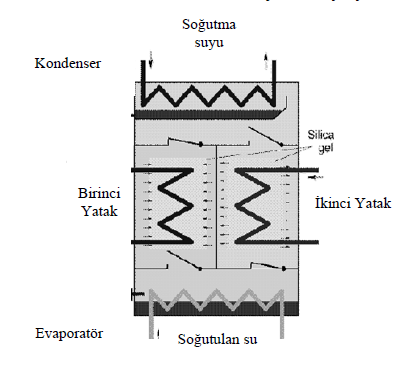 Soğutma
suyu
Kondenser
Silica
gel
Birinci
Yatak
İkinci Yatak
Evaporatör
Soğutulan su